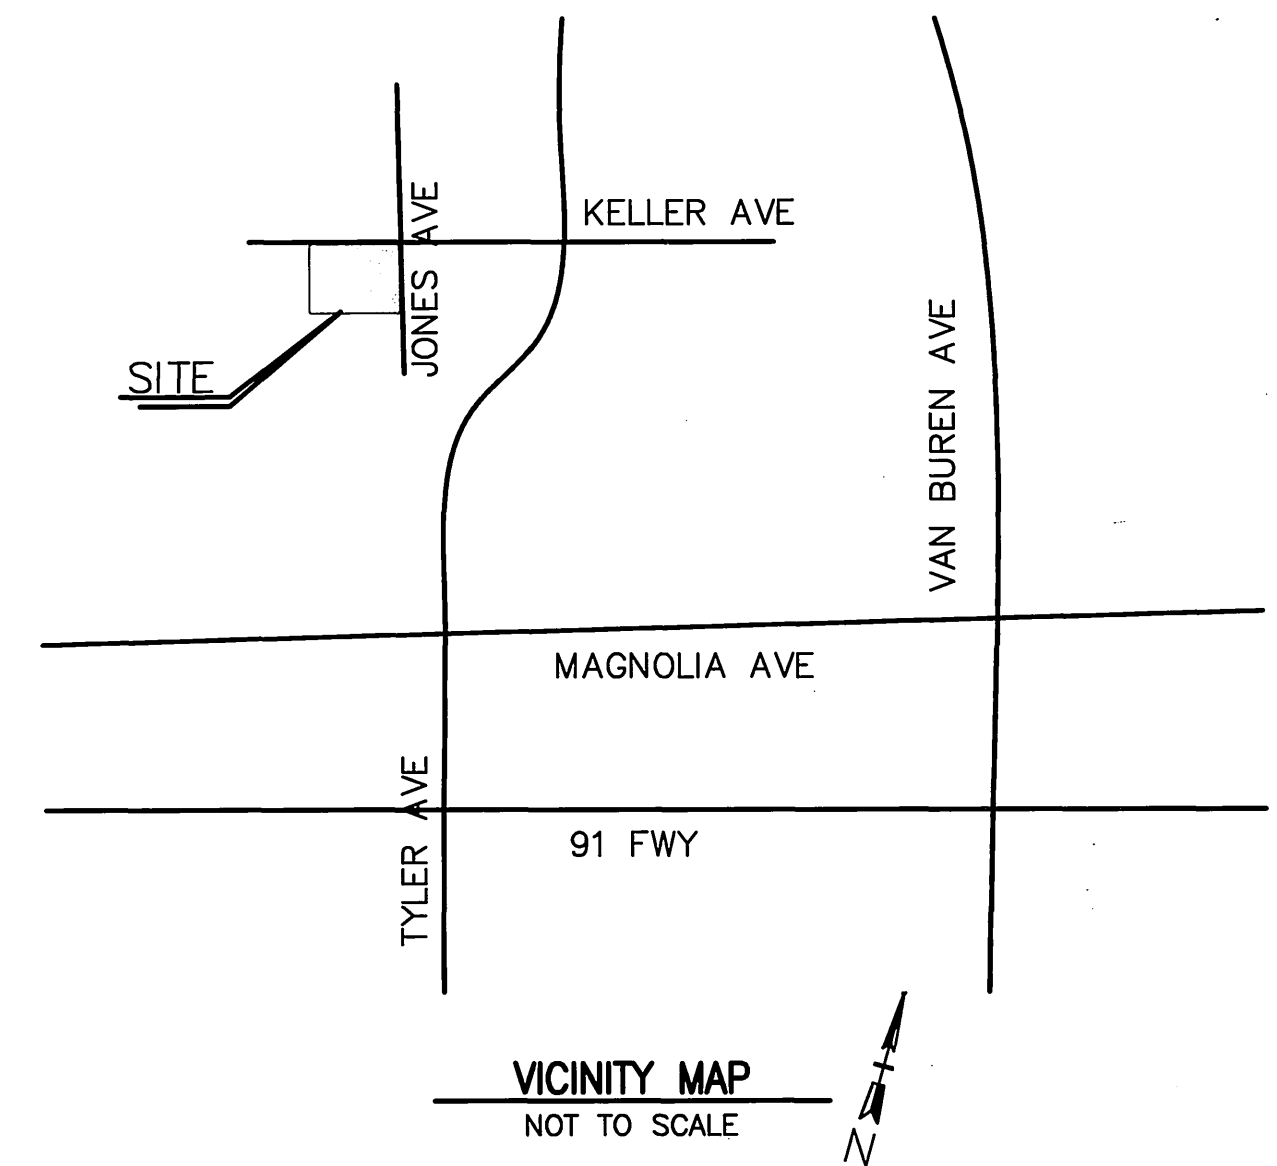 KELLER AVE
JONES AVE
SITE
VAN BUREN AVE
MAGNOLIA AVE
TYLER AVE
91 FWY
VICINITY MAP
NOT TO SCALE
N